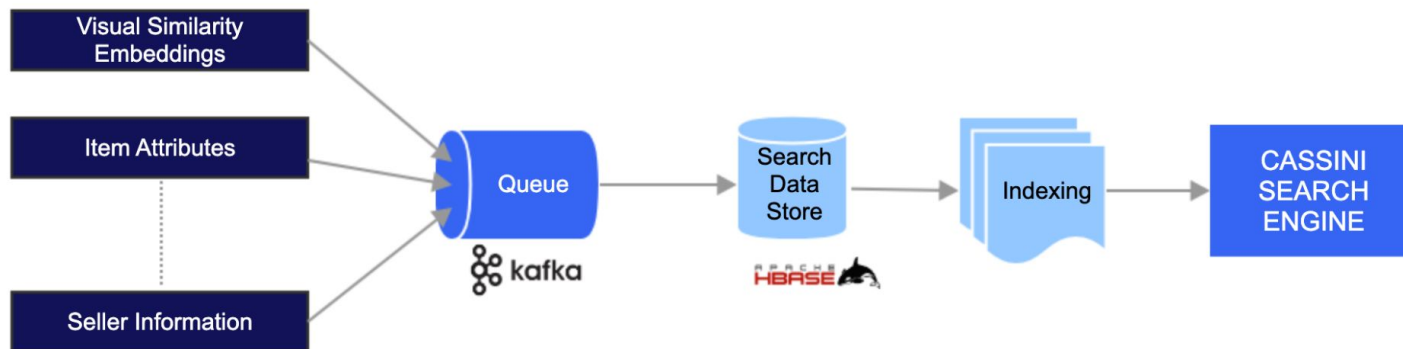 Visual Similarity
Embeddings
Item Attributes
Seller Information
Queue
kafka
Search
Data
Store
APACHE
HBASE
Indexing
CASSINI
SEARCH
ENGINE